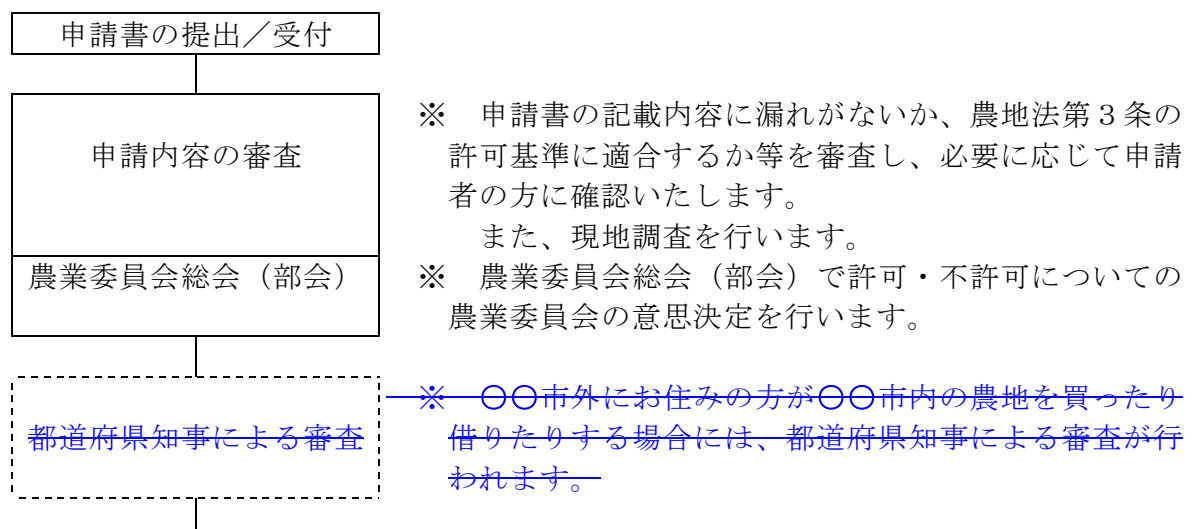 申請書の提出／受付
申請内容の審査
※　申請書の記載内容に漏れがないか、農地法第３条の
許可基準に適合するか等を審査し、必要に応じて申請
者の方に確認いたします。
また、現地調査を行います。
農業委員会総会（部会）
※　農業委員会総会（部会）で許可・不許可についての
農業委員会の意思決定を行います。
都道府県知事による審査
※　〇〇市外にお住みの方が〇〇市内の農地を買ったり
借りたりする場合には、都道府県知事による審査が行
われます。